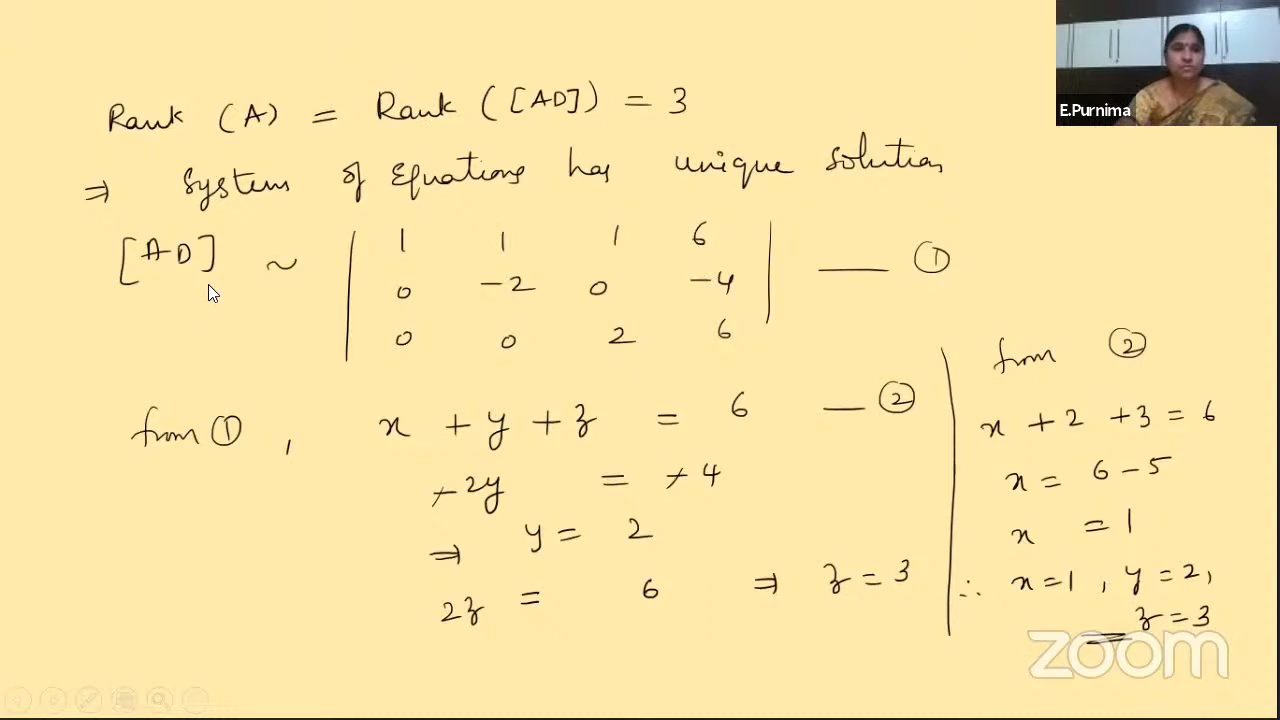 E.Purnima
Rank (A) = Rank ([AD]) = 3
⇒ System of Equations has unique solution
[AD] ~ | 1 1 1 6 | —— ①
0 -2 0 -4
0 0 2 6
from ①, x + y + z = 6 — ②
-2y = -4
⇒ y = 2
2z = 6 ⇒ z = 3
from ②
x + 2 + 3 = 6
x = 6 - 5
x = 1
∴ x = 1, y = 2,
z = 3
zoom